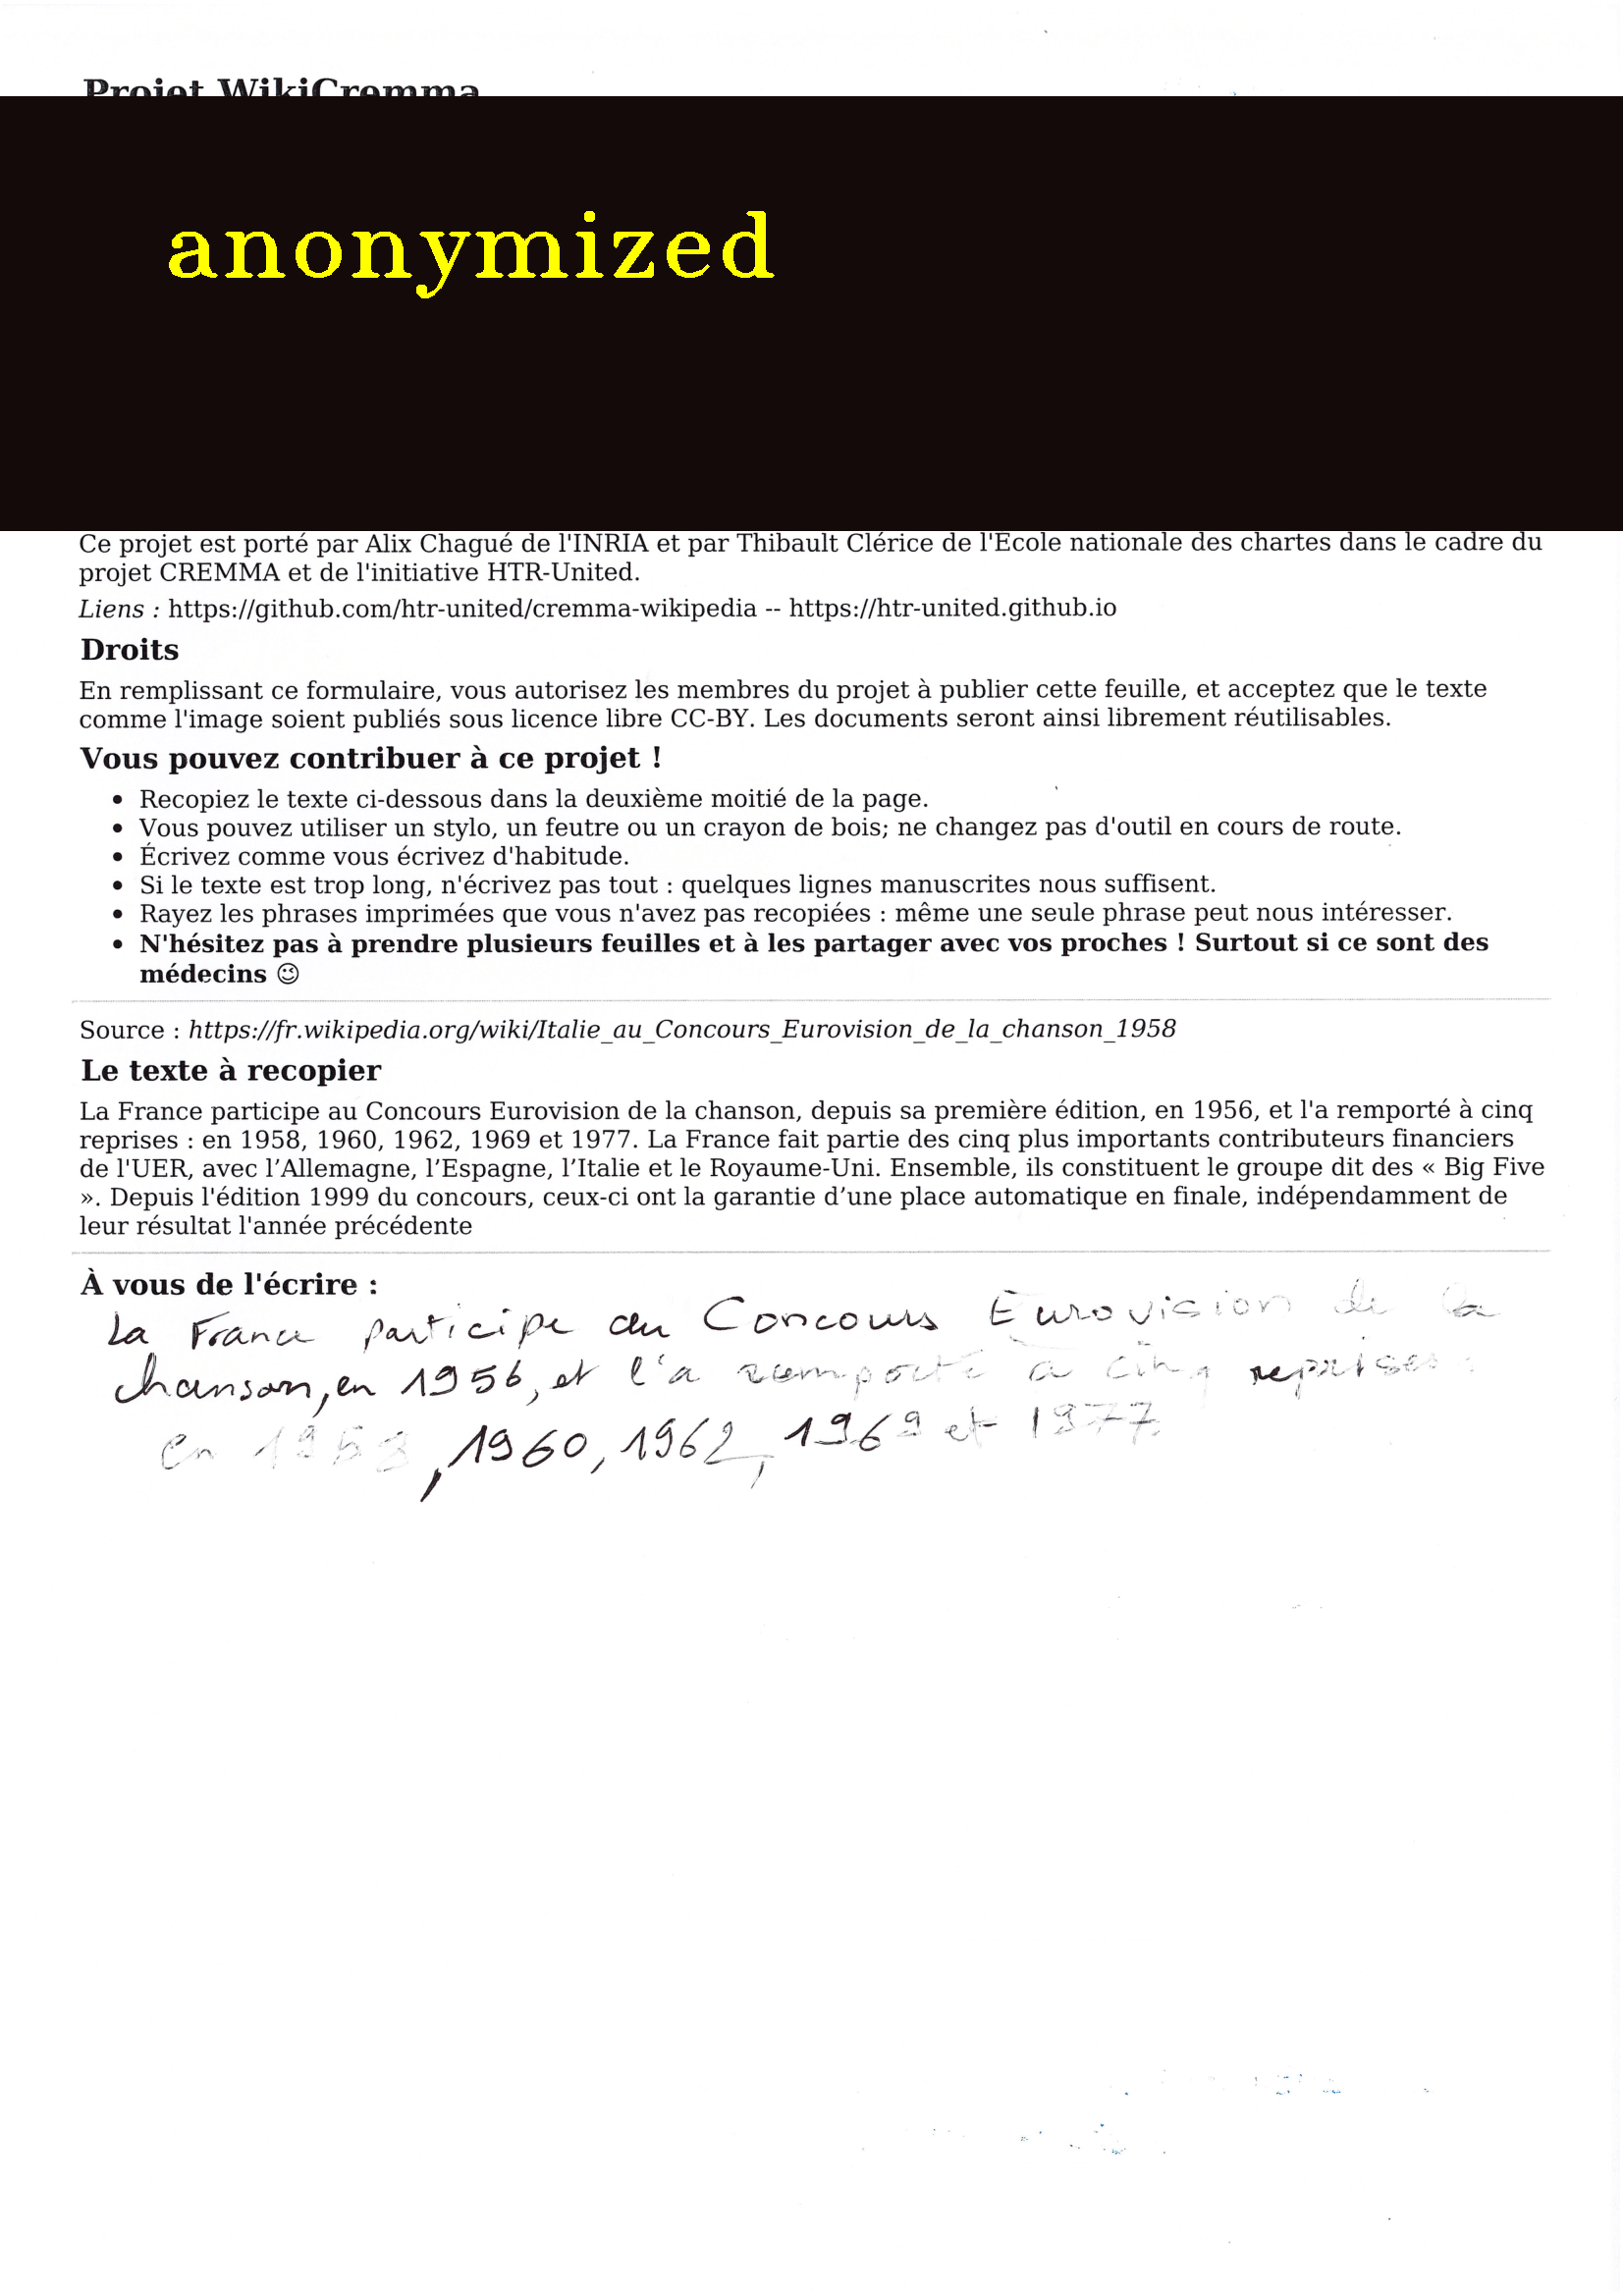 Projet WikiCremma
anonymized
Ce projet est porté par Alix Chagué de l'INRIA et par Thibault Clérice de l'École nationale des chartes dans le cadre du
projet CREMMA et de l'initiative HTR-United.
Liens : https://github.com/htr-united/cremma-wikipedia -- https://htr-united.github.io
Droits
En remplissant ce formulaire, vous autorisez les membres du projet à publier cette feuille, et acceptez que le texte
comme l'image soient publiés sous licence libre CC-BY. Les documents seront ainsi librement réutilisables.
Vous pouvez contribuer à ce projet !
• Recopiez le texte ci-dessous dans la deuxième moitié de la page.
• Vous pouvez utiliser un stylo, un feutre ou un crayon de bois; ne changez pas d'outil en cours de route.
• Écrivez comme vous écrivez d'habitude.
• Si le texte est trop long, n'écrivez pas tout : quelques lignes manuscrites nous suffisent.
• Rayez les phrases imprimées que vous n'avez pas recopiées : même une seule phrase peut nous intéresser.
• N'hésitez pas à prendre plusieurs feuilles et à les partager avec vos proches ! Surtout si ce sont des
médecins 😉
Source : https://fr.wikipedia.org/wiki/Italie_au_Concours_Eurovision_de_la_chanson_1958
Le texte à recopier
La France participe au Concours Eurovision de la chanson, depuis sa première édition, en 1956, et l'a remporté à cinq
reprises : en 1958, 1960, 1962, 1969 et 1977. La France fait partie des cinq plus importants contributeurs financiers
de l'UER, avec l’Allemagne, l’Espagne, l’Italie et le Royaume-Uni. Ensemble, ils constituent le groupe dit des « Big Five
». Depuis l'édition 1999 du concours, ceux-ci ont la garantie d’une place automatique en finale, indépendamment de
leur résultat l'année précédente
À vous de l'écrire :
La France participe au Concours Eurovision de la
chanson, en 1956, et l'a remporté à cinq reprises :
en 1958, 1960, 1962, 1969 et 1977.